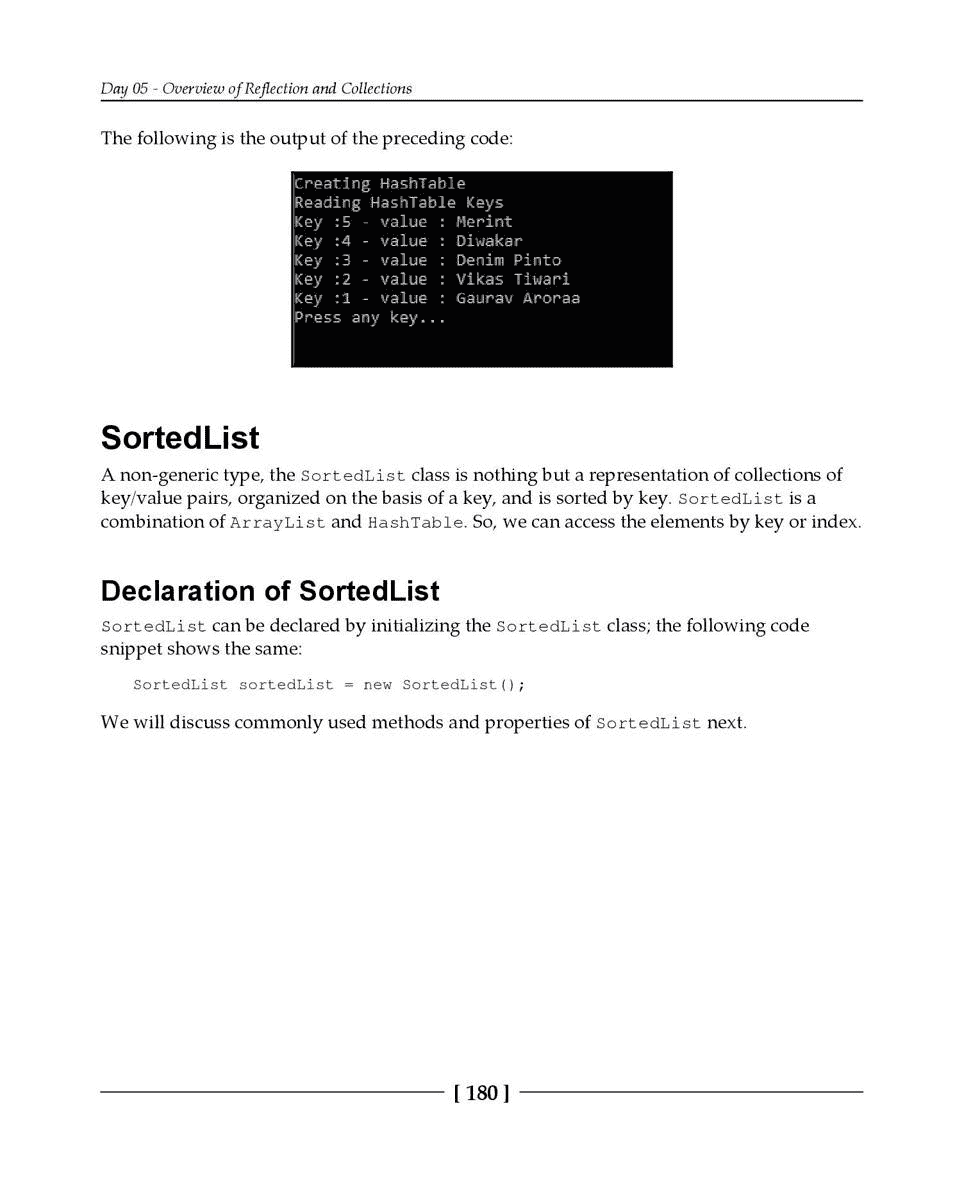 Day 05 - Overview of Reflection and Collections
The following is the output of the preceding code:
Creating HashTable
Reading HashTable Keys
Key :5 - value : Merint
Key :4 - value : Diwakar
Key :3 - value : Denim Pinto
Key :2 - value : Vikas Tiwari
Key :1 - value : Gaurav Aroraa
Press any key...
SortedList
A non-generic type, the SortedList class is nothing but a representation of collections of
key/value pairs, organized on the basis of a key, and is sorted by key. SortedList is a
combination of ArrayList and HashTable. So, we can access the elements by key or index.
Declaration of SortedList
SortedList can be declared by initializing the SortedList class; the following code
snippet shows the same:
SortedList sortedList = new SortedList();
We will discuss commonly used methods and properties of SortedList next.
[ 180 ]